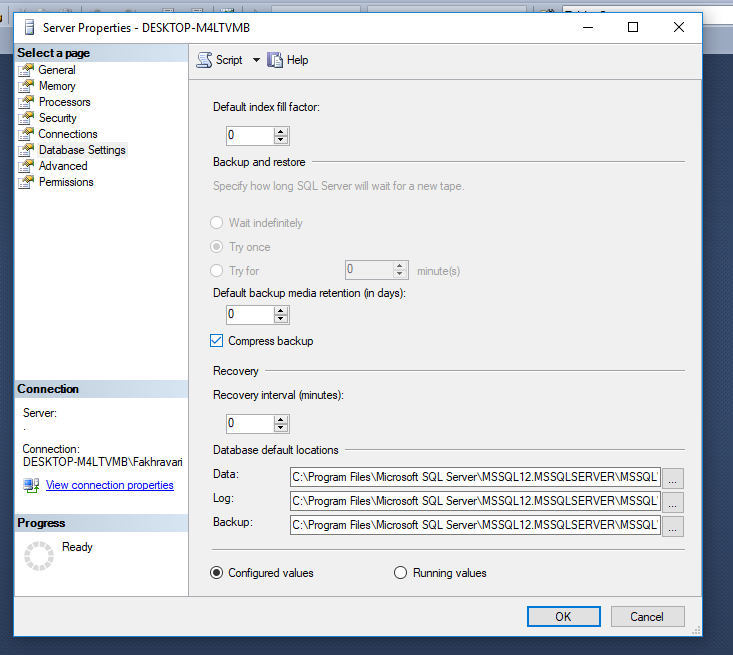 Server Properties - DESKTOP-M4LTVMB
Select a page
General
Memory
Processors
Security
Connections
Database Settings
Advanced
Permissions
Script
Help
Default index fill factor:
0
Backup and restore
Specify how long SQL Server will wait for a new tape.
Wait indefinitely
Try once
Try for 0 minute(s)
Default backup media retention (in days):
0
Compress backup
Recovery
Recovery interval (minutes):
0
Database default locations
Data: C:\Program Files\Microsoft SQL Server\MSSQL12.MSSQLSERVER\MSSQL\ ...
Log: C:\Program Files\Microsoft SQL Server\MSSQL12.MSSQLSERVER\MSSQL\ ...
Backup: C:\Program Files\Microsoft SQL Server\MSSQL12.MSSQLSERVER\MSSQL\ ...
Configured values
Running values
Connection
Server:
.
Connection:
DESKTOP-M4LTVMB\Fakhravari
View connection properties
Progress
Ready
OK
Cancel